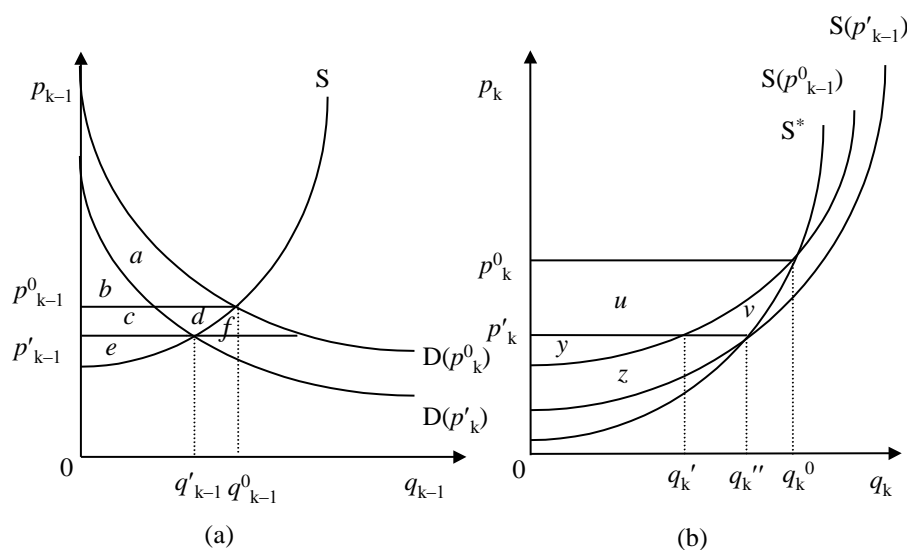 S(p′k–1)
pk–1
S
pk
S(p0k–1)
S*
a
p0k–1
b
c
d
f
p′k–1
e
D(p0k)
D(p′k)
0
q′k–1
q0k–1
qk–1
(a)
p0k
u
v
p′k
y
z
0
qk′
qk′′
qk0
qk
(b)